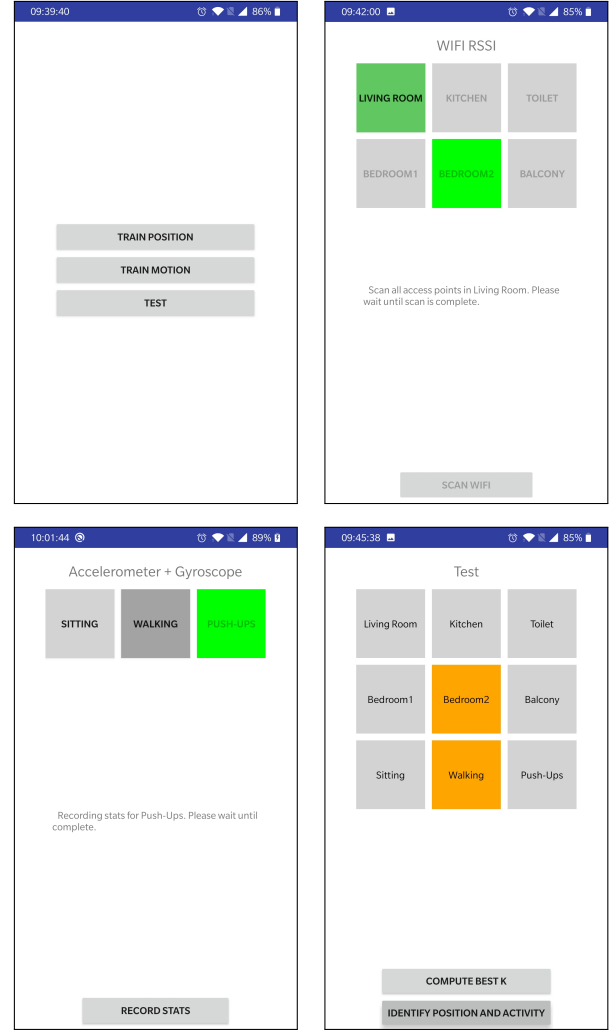 09:39:40 86%
TRAIN POSITION
TRAIN MOTION
TEST
09:42:00 85%
WIFI RSSI
LIVING ROOM KITCHEN TOILET
BEDROOM1 BEDROOM2 BALCONY
Scan all access points in Living Room. Please
wait until scan is complete.
SCAN WIFI
10:01:44 89%
Accelerometer + Gyroscope
SITTING WALKING PUSH-UPS
Recording stats for Push-Ups. Please wait until
complete.
RECORD STATS
09:45:38 85%
Test
Living Room Kitchen Toilet
Bedroom1 Bedroom2 Balcony
Sitting Walking Push-Ups
COMPUTE BEST K
IDENTIFY POSITION AND ACTIVITY